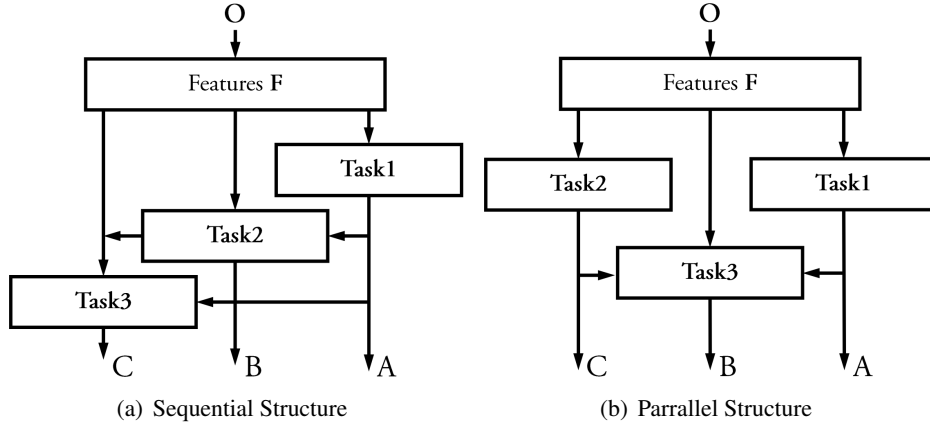 O
Features F
Task1
Task2
Task3
C
B
A
(a) Sequential Structure
O
Features F
Task2
Task1
Task3
C
B
A
(b) Parrallel Structure